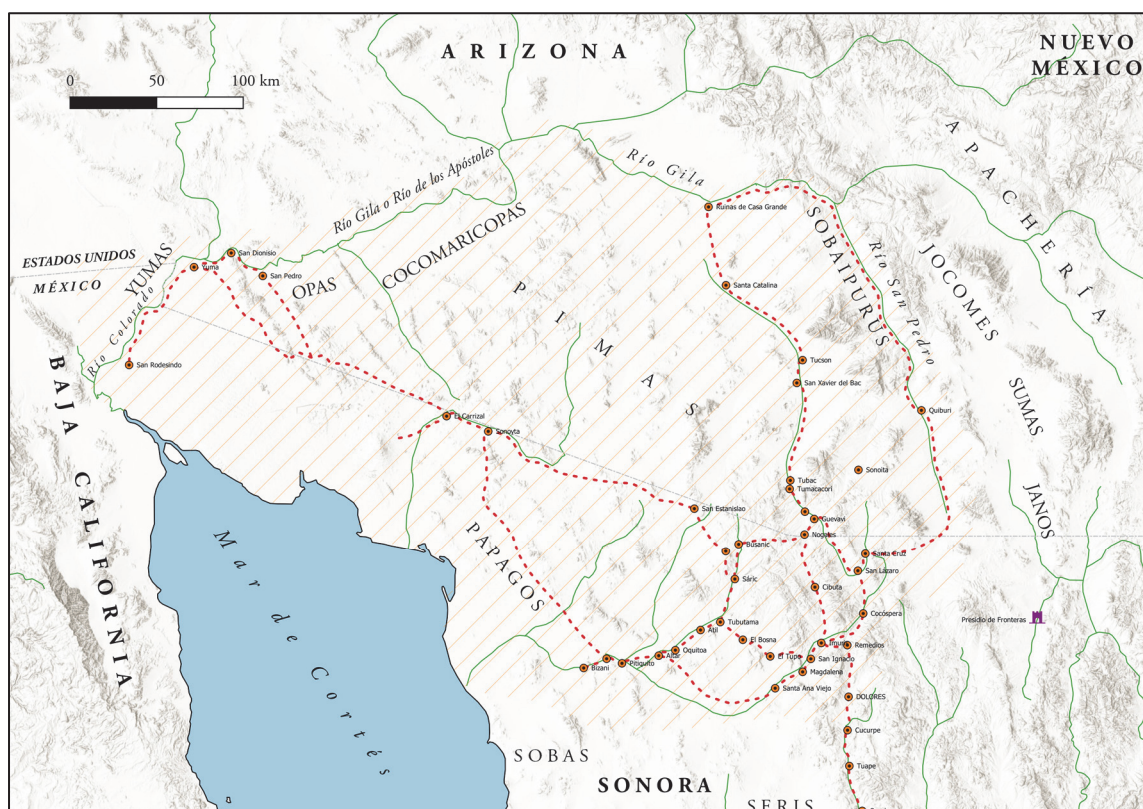 ARIZONA
NUEVO
MÉXICO
0 50 100 km
APACHERÍA
Río Gila
Río Gila o Río de los Apóstoles
Ruinas de Casa Grande
SOBAIPURUS
Río San Pedro
JOCOMES
COCOMARICOPAS
PIMAS
ESTADOS UNIDOS
MÉXICO
YUMAS
San Dionisio
Yuma
San Pedro
OPAS
Santa Catalina
Río Colorado
San Rodesindo
Tucson
San Xavier del Bac
BAJA CALIFORNIA
SUMAS
Quiburi
El Carrizal
Sonoyta
Sonoita
Tubac
Tumacacori
JANOS
San Estanislao
Guevavi
Nogales
PAPAGOS
Busanic
Santa Cruz
San Lázaro
Sáric
Cibuta
Mar de Cortés
Cocóspera
Presidio de Fronteras
Tubutama
Atil
El Bosna
Imuris
Remedios
Oquitoa
Altar
El Tupo
San Ignacio
Bizani
Pitiquito
Magdalena
Santa Ana Viejo
DOLORES
Cucurpe
SOBAS
Tuape
SONORA
SERIS